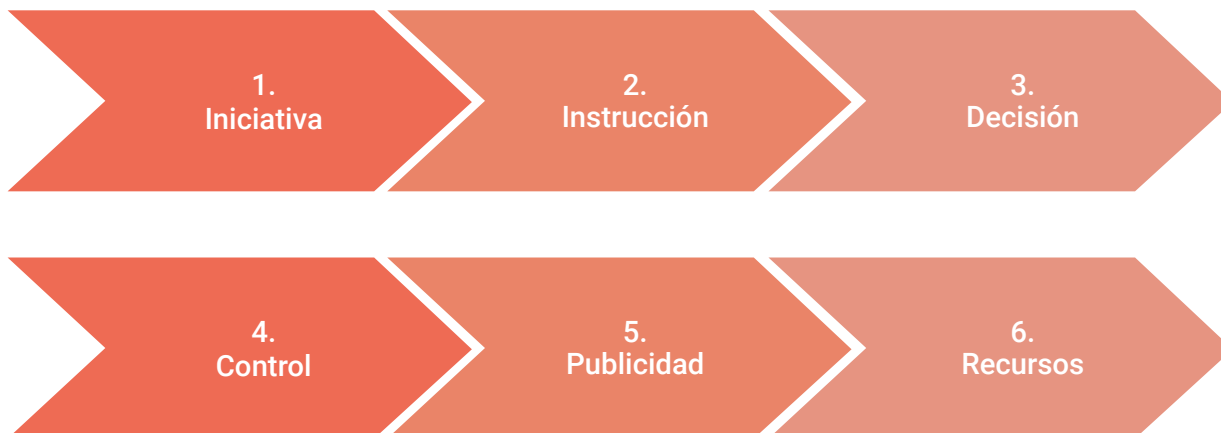 1.
Iniciativa
2.
Instrucción
3.
Decisión
4.
Control
5.
Publicidad
6.
Recursos